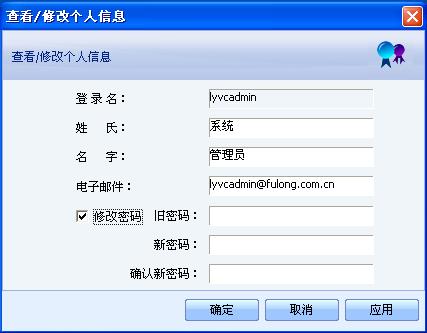 查看/修改个人信息
查看/修改个人信息
登 录 名： lyvcadmin
姓 氏： 系统
名 字： 管理员
电子邮件： lyvcadmin@fulong.com.cn
修改密码 旧密码：
新密码：
确认新密码：
确定 取消 应用